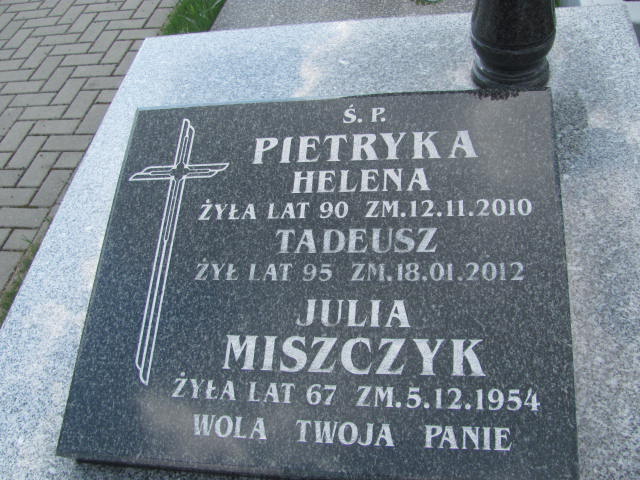 Ś. P.
PIETRYKA
HELENA
ŻYŁA LAT 90 ZM.12.11.2010
TADEUSZ
ŻYŁ LAT 95 ZM.18.01.2012
JULIA
MISZCZYK
ŻYŁA LAT 67 ZM.5.12.1954
WOLA TWOJA PANIE